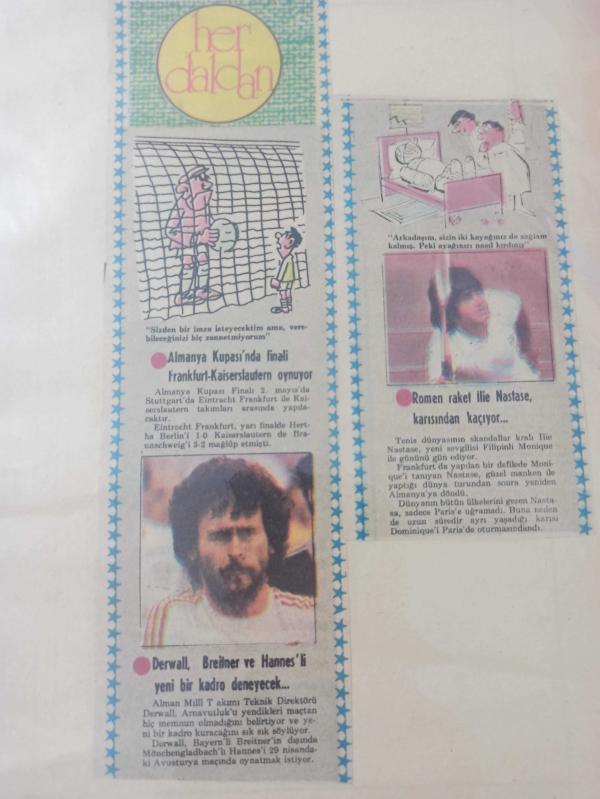 her
daldan
"Sizden bir imza isteyecektim ama, vere-
bileceğinizi hiç zannetmiyorum"
Almanya Kupası'nda finali
Frankfurt-Kaiserslautern oynuyor
Almanya Kupası Finali 2. mayıs'da
Stuttgart'da Eintracht Frankfurt ile Kai-
serslautern takımları arasında yapıla-
caktır.
Eintracht Frankfurt, yarı finalde Hert-
ha Berlin'i 1-0 Kaiserslautern de Bra-
unschweig'i 3-2 mağlüp etmişti.
Derwall, Breitner ve Hannes'li
yeni bir kadro deneyecek...
Alman Milli T akımı Teknik Direktörü
Derwall, Arnavutluk'u yendikleri maçtan
hiç memnun olmadığını belirtiyor ve ye-
ni bir kadro kuracağını sık sık söylüyor.
Derwall, Bayern'li Breitner'in dışında
Mönchengladbach'lı Hannes'i 29 nisanda-
ki Avusturya maçında oynatmak istiyor.
"Arkadaşım, sizin iki kayağınız da sağlam
kalmış. Peki ayağınızı nasıl kırdınız"
Romen raket Ilie Nastase,
karısından kaçıyor...
Tenis dünyasının skandallar kralı Ilie
Nastase, yeni sevgilisi Filipinli Monique
ile gününü gün ediyor.
Frankfurt da yapılan bir defilede Moni-
que'i tanıyan Nastase, güzel manken ile
yaptığı dünya turundan sonra yeniden
Almanya'ya döndü.
Dünyanın bütün ülkelerini gezen Nasta-
sa, sadece Paris'e uğramadı. Buna neden
de uzun süredir ayrı yaşadığı karısı
Dominique'i Paris'de oturmasındandı.